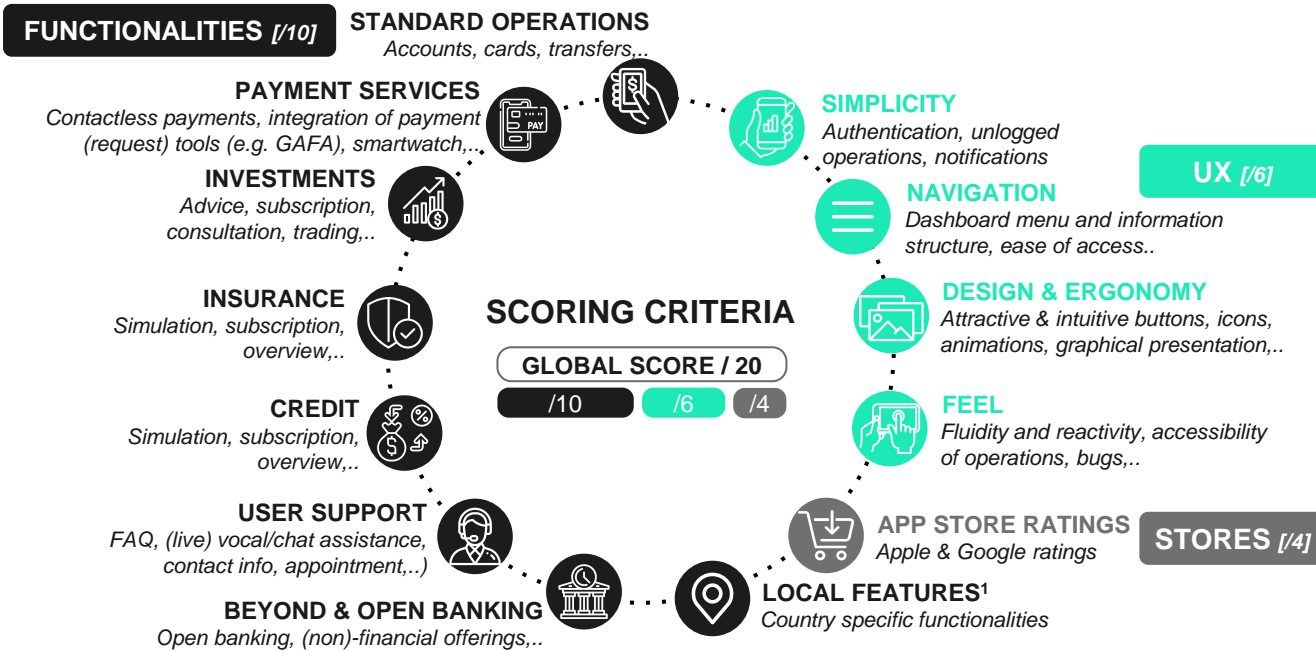 FUNCTIONALITIES [/10]
STANDARD OPERATIONS
Accounts, cards, transfers,..
PAYMENT SERVICES
Contactless payments, integration of payment
(request) tools (e.g. GAFA), smartwatch,..
PAY
INVESTMENTS
Advice, subscription,
consultation, trading,..
INSURANCE
Simulation, subscription,
overview,..
CREDIT
Simulation, subscription,
overview,..
USER SUPPORT
FAQ, (live) vocal/chat assistance,
contact info, appointment,..)
BEYOND & OPEN BANKING
Open banking, (non)-financial offerings,..
SCORING CRITERIA
GLOBAL SCORE / 20
/10 /6 /4
SIMPLICITY
Authentication, unlogged
operations, notifications
UX [/6]
NAVIGATION
Dashboard menu and information
structure, ease of access..
DESIGN & ERGONOMY
Attractive & intuitive buttons, icons,
animations, graphical presentation,..
FEEL
Fluidity and reactivity, accessibility
of operations, bugs,..
APP STORE RATINGS
Apple & Google ratings
STORES [/4]
LOCAL FEATURES¹
Country specific functionalities